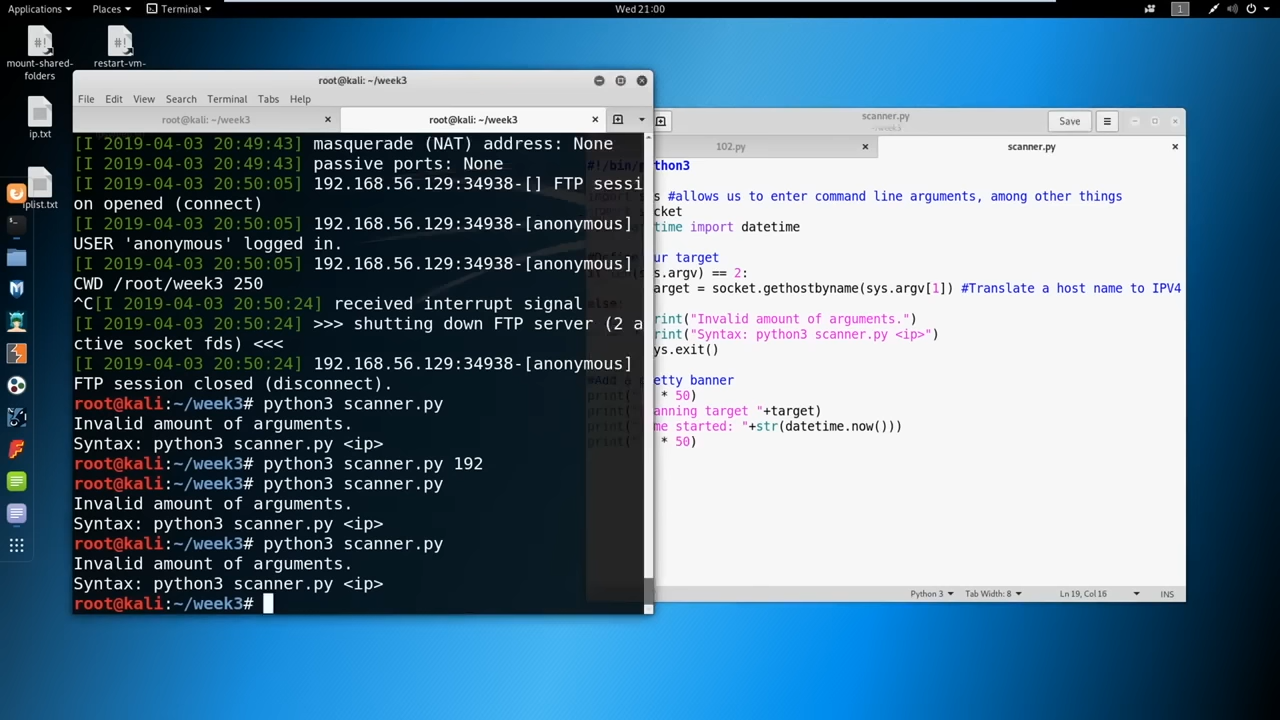 Applications
Places
Terminal
Wed 21:00
1
mount-shared-
folders
restart-vm-
ip.txt
iplist.txt
root@kali: ~/week3
File Edit View Search Terminal Tabs Help
root@kali: ~/week3
root@kali: ~/week3
[I 2019-04-03 20:49:43] masquerade (NAT) address: None
[I 2019-04-03 20:49:43] passive ports: None
[I 2019-04-03 20:50:05] 192.168.56.129:34938-[] FTP sessi
on opened (connect)
[I 2019-04-03 20:50:05] 192.168.56.129:34938-[anonymous]
USER 'anonymous' logged in.
[I 2019-04-03 20:50:05] 192.168.56.129:34938-[anonymous]
CWD /root/week3 250
^C[I 2019-04-03 20:50:24] received interrupt signal
[I 2019-04-03 20:50:24] >>> shutting down FTP server (2 a
ctive socket fds) <<<
[I 2019-04-03 20:50:24] 192.168.56.129:34938-[anonymous]
FTP session closed (disconnect).
root@kali:~/week3# python3 scanner.py
Invalid amount of arguments.
Syntax: python3 scanner.py <ip>
root@kali:~/week3# python3 scanner.py 192
root@kali:~/week3# python3 scanner.py
Invalid amount of arguments.
Syntax: python3 scanner.py <ip>
root@kali:~/week3# python3 scanner.py
Invalid amount of arguments.
Syntax: python3 scanner.py <ip>
root@kali:~/week3#
scanner.py
~/week3
Save
102.py
scanner.py
#!/bin/python3
sys #allows us to enter command line arguments, among other things
socket
time import datetime
ur target
s.argv) == 2:
arget = socket.gethostbyname(sys.argv[1]) #Translate a host name to IPV4
else:
rint("Invalid amount of arguments.")
rint("Syntax: python3 scanner.py <ip>")
ys.exit()
#Add a pretty banner
print(" * 50)
print(" anning target "+target)
print(" me started: "+str(datetime.now()))
print(" * 50)
Python 3
Tab Width: 8
Ln 19, Col 16
INS